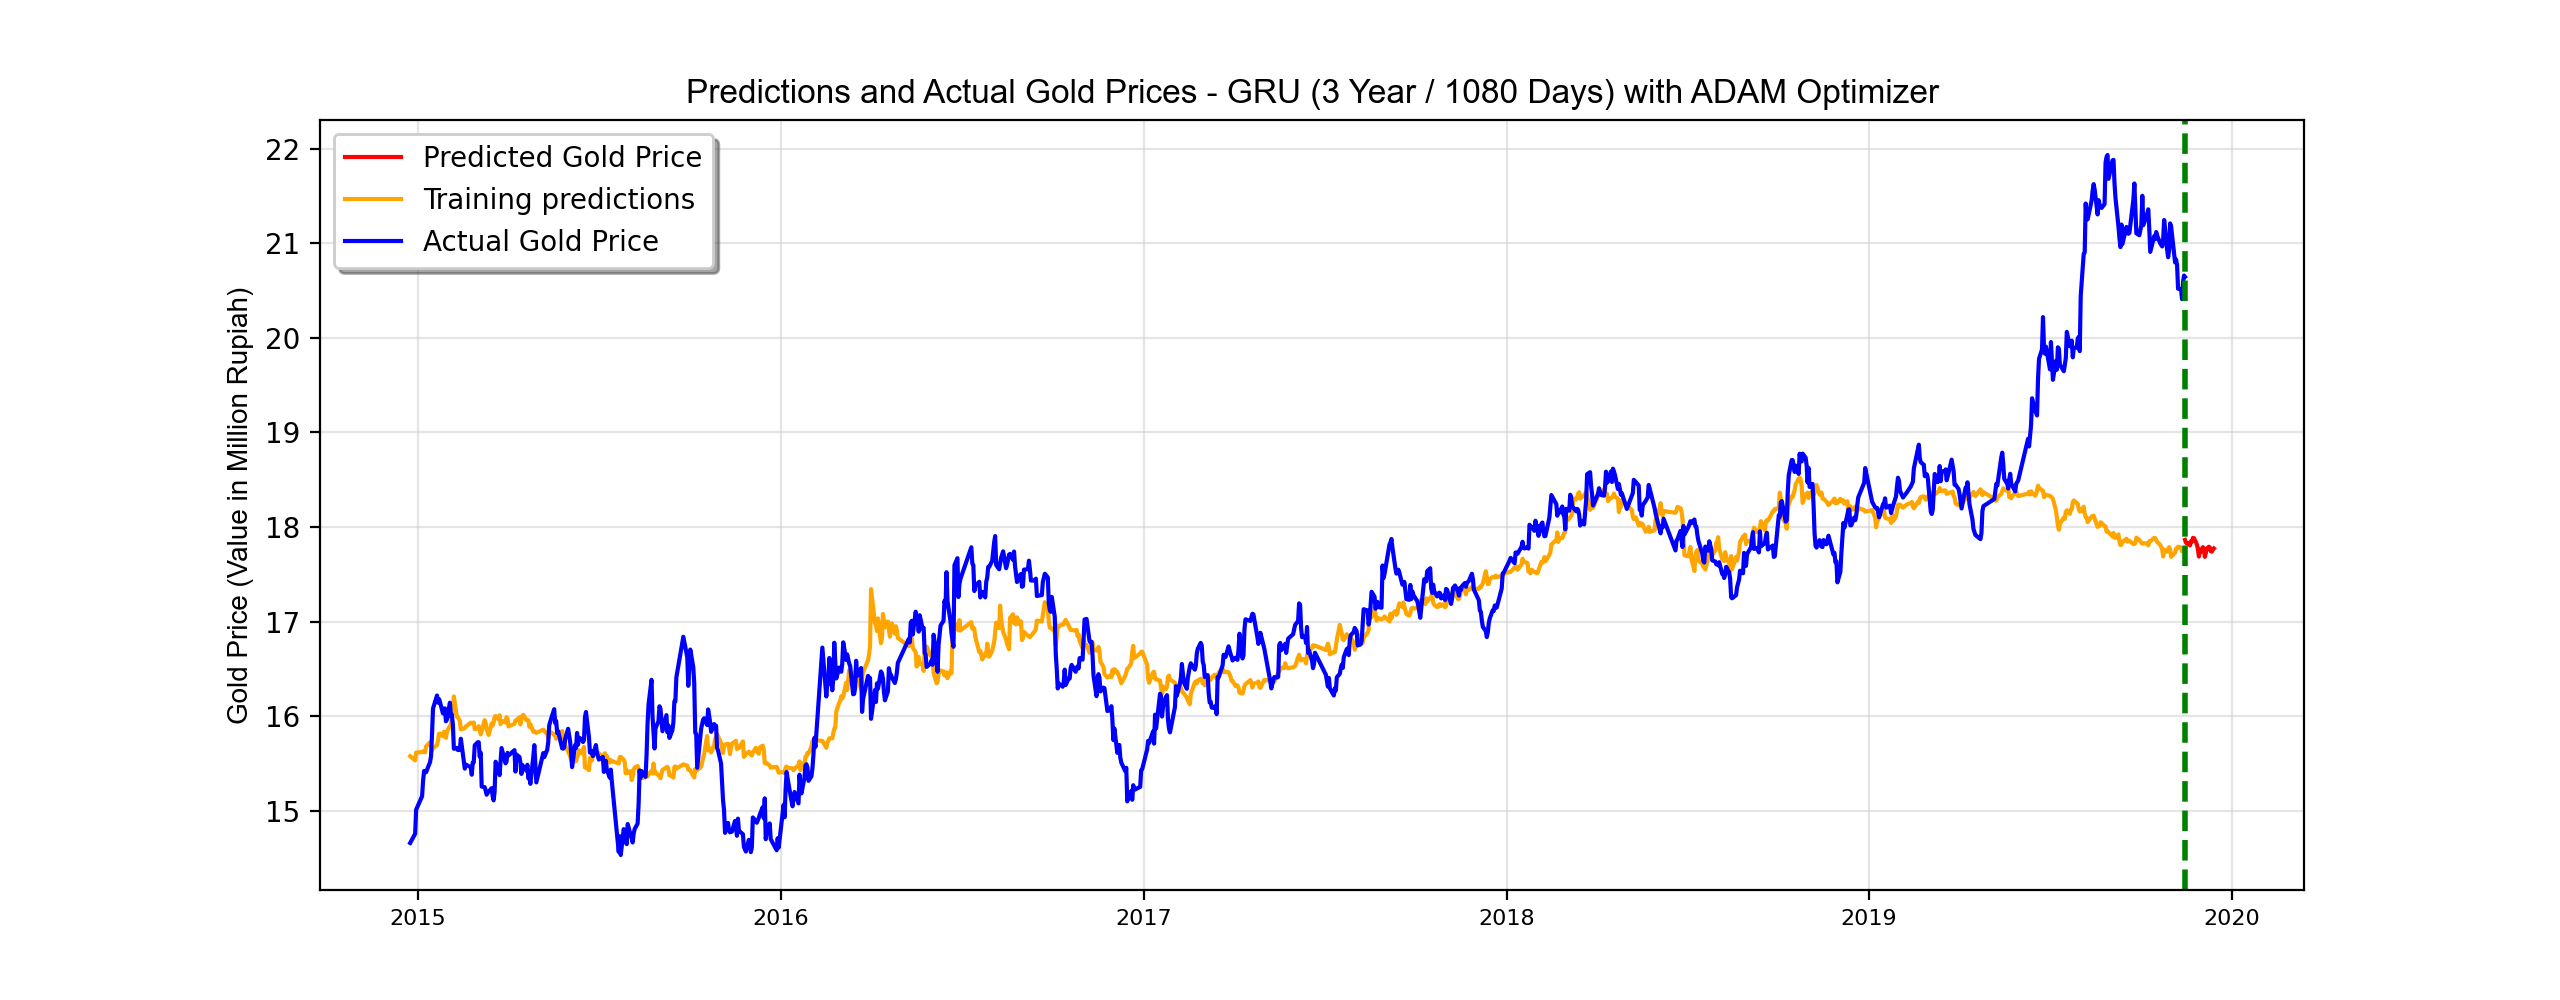 Predictions and Actual Gold Prices - GRU (3 Year / 1080 Days) with ADAM Optimizer
Predicted Gold Price
Training predictions
Actual Gold Price
Gold Price (Value in Million Rupiah)
22
21
20
19
18
17
16
15
2015
2016
2017
2018
2019
2020